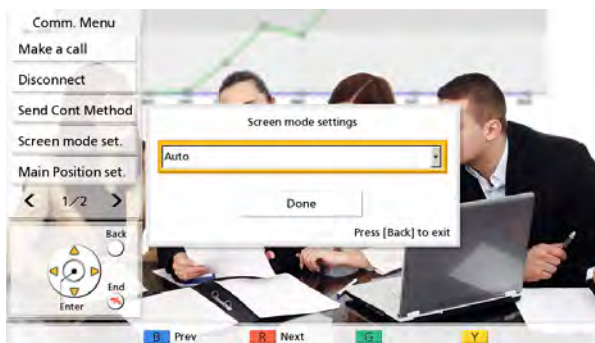 Comm. Menu
Make a call
Disconnect
Send Cont Method
Screen mode set.
Main Position set.
< 1/2 >
Back
End
Enter
Screen mode settings
Auto
Done
Press [Back] to exit
B Prev R Next G Y